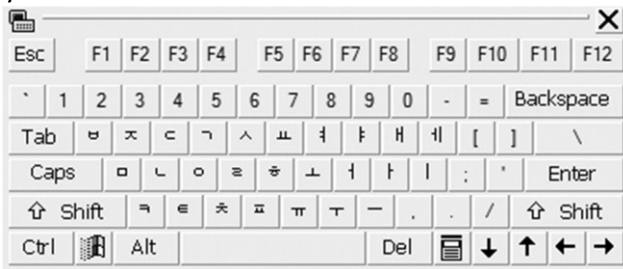 Esc F1 F2 F3 F4 F5 F6 F7 F8 F9 F10 F11 F12
` 1 2 3 4 5 6 7 8 9 0 - = Backspace
Tab ㅂ ㅈ ㄷ ㄱ ㅅ ㅛ ㅕ ㅑ ㅐ ㅔ [ ] \
Caps ㅁ ㄴ ㅇ ㄹ ㅎ ㅗ ㅓ ㅏ ㅣ ; ' Enter
⇧ Shift ㅋ ㅌ ㅊ ㅍ ㅠ ㅜ ㅡ , . / ⇧ Shift
Ctrl Alt Del ↓ ↑ ← →